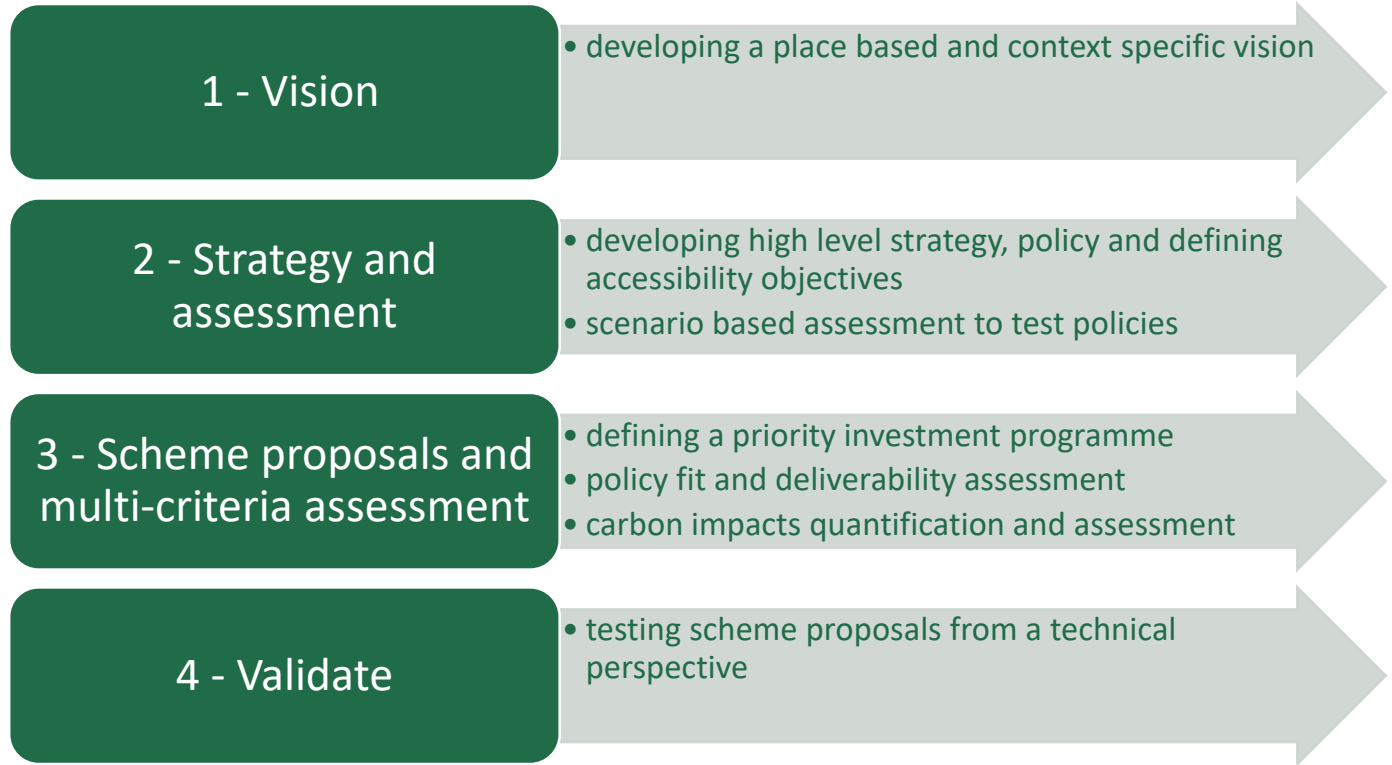 1 - Vision
• developing a place based and context specific vision
2 - Strategy and
assessment
• developing high level strategy, policy and defining
accessibility objectives
• scenario based assessment to test policies
3 - Scheme proposals and
multi-criteria assessment
• defining a priority investment programme
• policy fit and deliverability assessment
• carbon impacts quantification and assessment
4 - Validate
• testing scheme proposals from a technical
perspective